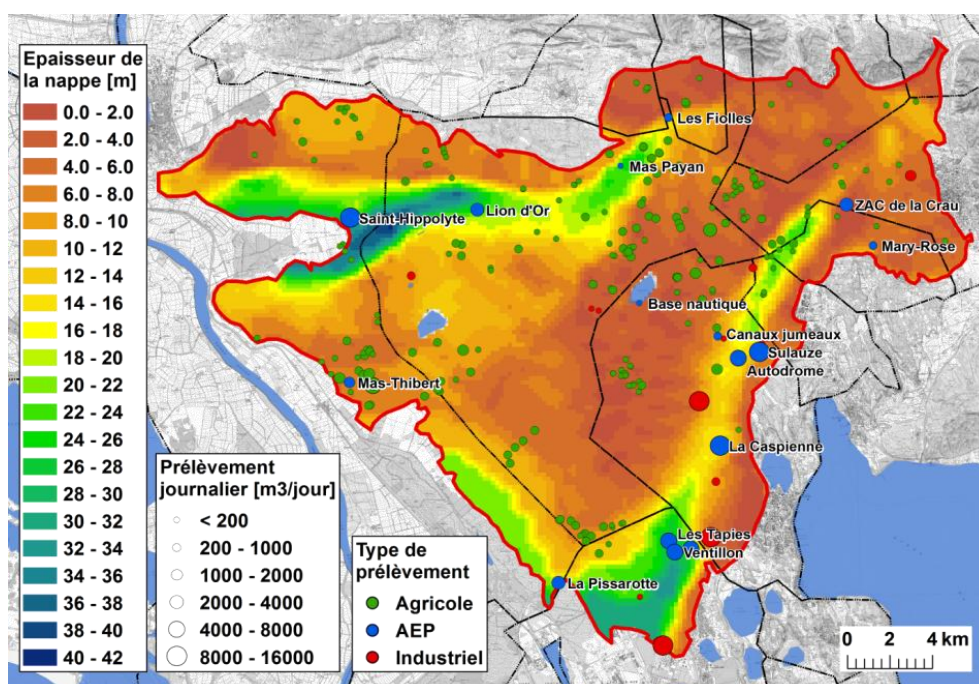 Epaisseur de
la nappe [m]
0.0 - 2.0
2.0 - 4.0
4.0 - 6.0
6.0 - 8.0
8.0 - 10
10 - 12
12 - 14
14 - 16
16 - 18
18 - 20
20 - 22
22 - 24
24 - 26
26 - 28
28 - 30
30 - 32
32 - 34
34 - 36
36 - 38
38 - 40
40 - 42
Prélèvement
journalier [m3/jour]
< 200
200 - 1000
1000 - 2000
2000 - 4000
4000 - 8000
8000 - 16000
Type de
prélèvement
Agricole
AEP
Industriel
Les Fiolles
Mas Payan
Saint-Hippolyte
Lion d'Or
ZAC de la Crau
Mary-Rose
Base nautique
Canaux jumeaux
Sulauze
Autodrome
Mas-Thibert
La Caspienne
Les Tapies
Ventillon
La Pissarotte
0 2 4 km